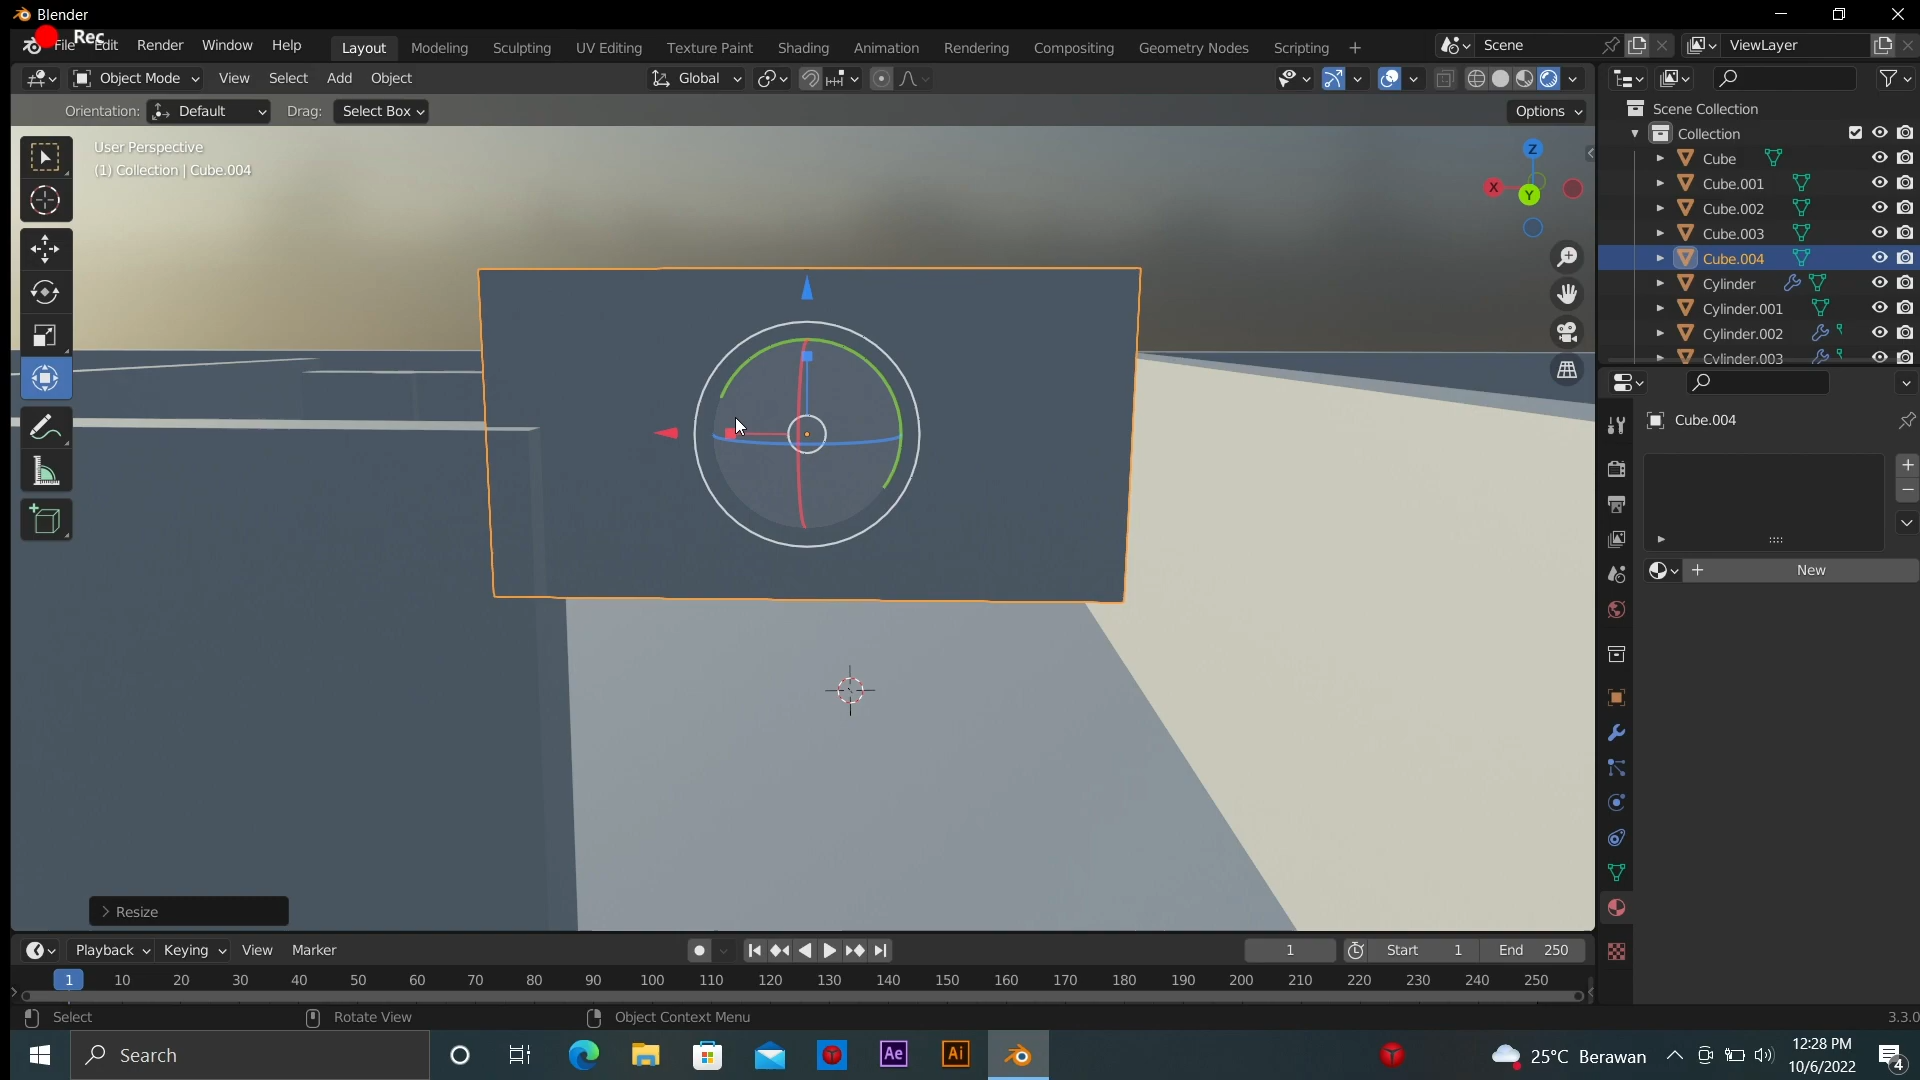 Blender
Rec
File Edit Render Window Help Layout Modeling Sculpting UV Editing Texture Paint Shading Animation Rendering Compositing Geometry Nodes Scripting + Scene ViewLayer
Object Mode View Select Add Object Global
Orientation: Default Drag: Select Box Options
User Perspective
(1) Collection | Cube.004
Z
X
Y
Scene Collection
Collection
Cube
Cube.001
Cube.002
Cube.003
Cube.004
Cylinder
Cylinder.001
Cylinder.002
Cylinder.003
Cube.004
New
Resize
Playback Keying View Marker 1 Start 1 End 250
1 10 20 30 40 50 60 70 80 90 100 110 120 130 140 150 160 170 180 190 200 210 220 230 240 250
Select Rotate View Object Context Menu 3.3.0
Search Ae Ai 25°C Berawan 12:28 PM
10/6/2022 4